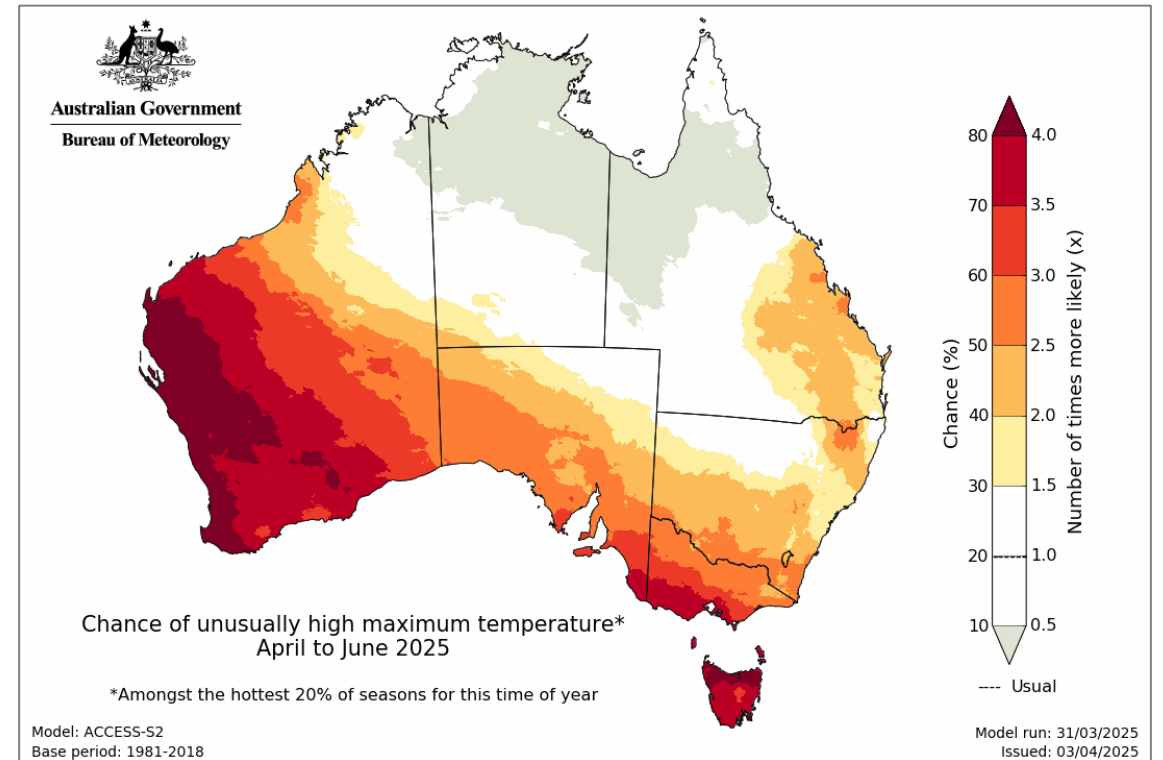 Australian Government
Bureau of Meteorology
80
70
60
50
40
30
20
10
4.0
3.5
3.0
2.5
2.0
1.5
1.0
0.5
Chance (%)
Number of times more likely (x)
---- Usual
Chance of unusually high maximum temperature*
April to June 2025
*Amongst the hottest 20% of seasons for this time of year
Model: ACCESS-S2
Base period: 1981-2018
Model run: 31/03/2025
Issued: 03/04/2025